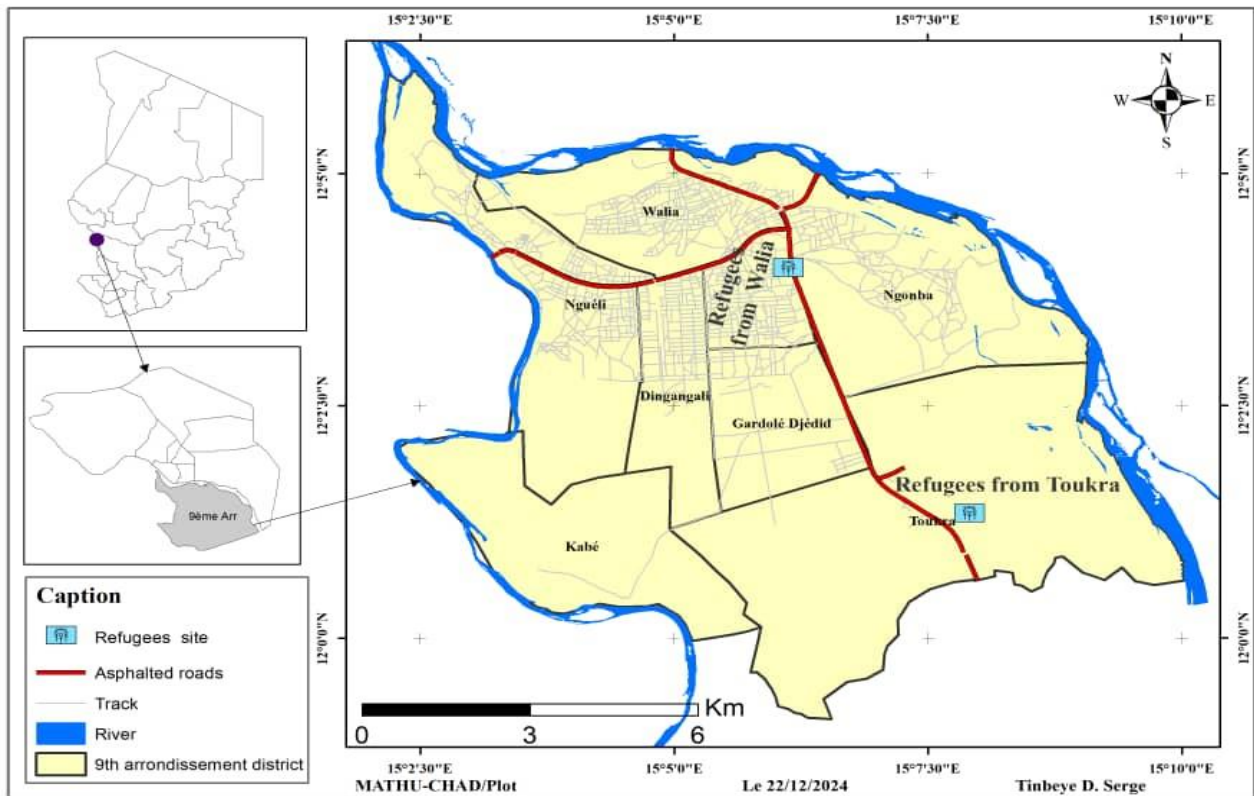 15°2'30"E
15°5'0"E
15°7'30"E
15°10'0"E
N
W
E
S
12°5'0"N
12°5'0"N
Walia
Refugees
from Walia
Ngonba
Nguéli
12°2'30"N
12°2'30"N
Dingangali
Gardolé Djédid
Refugees from Toukra
9ème Arr
Toukra
Kabé
Caption
Refugees site
Asphalted roads
Track
River
9th arrondissement district
12°0'0"N
12°0'0"N
Km
0
3
6
15°2'30"E
15°5'0"E
15°7'30"E
15°10'0"E
MATHU-CHAD/Plot
Le 22/12/2024
Tinbeye D. Serge